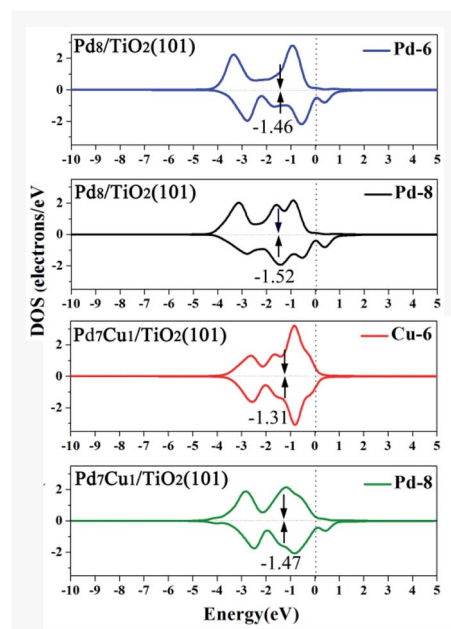 DOS (electrons/eV
Pd8/TiO2(101) Pd-6
2
0
-2
-1.46
-10 -9 -8 -7 -6 -5 -4 -3 -2 -1 0 1 2 3 4 5
Pd8/TiO2(101) Pd-8
2
0
-2
-1.52
-10 -9 -8 -7 -6 -5 -4 -3 -2 -1 0 1 2 3 4 5
Pd7Cu1/TiO2(101) Cu-6
2
0
-2
-1.31
-10 -9 -8 -7 -6 -5 -4 -3 -2 -1 0 1 2 3 4 5
Pd7Cu1/TiO2(101) Pd-8
2
0
-2
-1.47
-10 -9 -8 -7 -6 -5 -4 -3 -2 -1 0 1 2 3 4 5
Energy(eV)